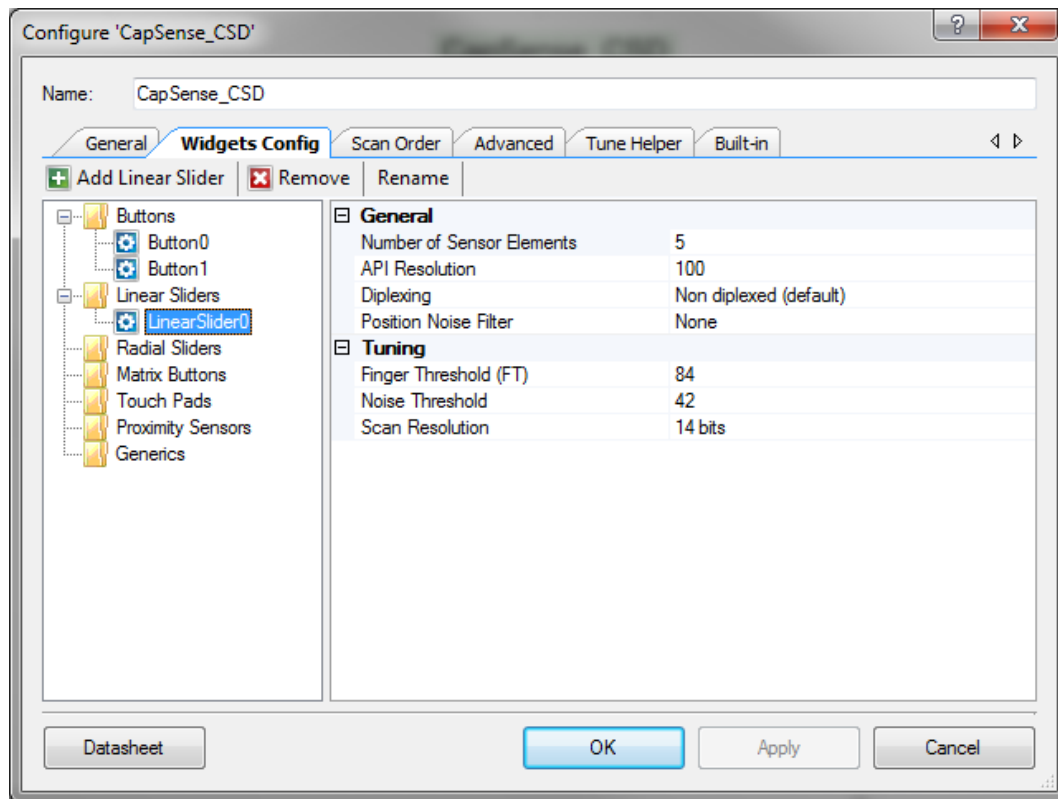 Configure 'CapSense_CSD'
Name: CapSense_CSD
General Widgets Config Scan Order Advanced Tune Helper Built-in
Add Linear Slider Remove Rename
Buttons
Button0
Button1
Linear Sliders
LinearSlider0
Radial Sliders
Matrix Buttons
Touch Pads
Proximity Sensors
Generics
General
Number of Sensor Elements 5
API Resolution 100
Diplexing Non diplexed (default)
Position Noise Filter None
Tuning
Finger Threshold (FT) 84
Noise Threshold 42
Scan Resolution 14 bits
Datasheet OK Apply Cancel